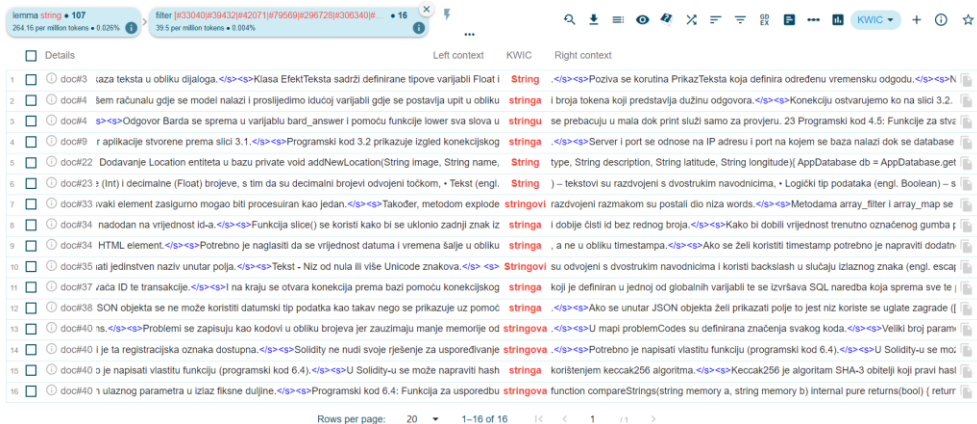 lemma string ● 107
264.16 per million tokens ● 0.026%
filter |#33040|#39432|#42071|#79569|#296728|#306340|#... ● 16
39.5 per million tokens ● 0.004%
KWIC
Details Left context KWIC Right context
1 doc#3 kaza teksta u obliku dijaloga.</s><s>Klasa EfektTeksta sadrži definirane tipove varijabli Float i String .</s><s>Poziva se korutina PrikazTeksta koja definira određenu vremensku odgodu.</s><s>N
2 doc#4 šem računalu gdje se model nalazi i proslijedimo idućoj varijabli gdje se postavlja upit u obliku stringa i broja tokena koji predstavlja dužinu odgovora.</s><s>Konekciju ostvarujemo ko na slici 3.2.
3 doc#4 s><s>Odgovor Barda se sprema u varijablu bard_answer i pomoću funkcije lower sva slova u stringu se prebacuju u mala dok print služi samo za provjeru. 23 Programski kod 4.5: Funkcije za stva
4 doc#9 r aplikacije stvorene prema slici 3.1.</s><s>Programski kod 3.2 prikazuje izgled konekcijskog stringa .</s><s>Server i port se odnose na IP adresu i port na kojem se baza nalazi dok se database
5 doc#22 Dodavanje Location entiteta u bazu private void addNewLocation(String image, String name, String type, String description, String latitude, String longitude){ AppDatabase db = AppDatabase.get
6 doc#23 : (Int) i decimalne (Float) brojeve, s tim da su decimalni brojevi odvojeni točkom, • Tekst (engl. String ) – tekstovi su razdvojeni s dvostrukim navodnicima, • Logički tip podataka (engl. Boolean) – s
7 doc#33 svaki element zasigurno mogao biti procesuiran kao jedan.</s><s>Također, metodom explode stringovi razdvojeni razmakom su postali dio niza words.</s><s>Metodama array_filter i array_map se
8 doc#34 nadodan na vrijednost id-a.</s><s>Funkcija slice() se koristi kako bi se uklonio zadnji znak iz stringa i dobije čisti id bez rednog broja.</s><s>Kako bi dobili vrijednost trenutno označenog gumba p
9 doc#34 HTML element.</s><s>Potrebno je naglasiti da se vrijednost datuma i vremena šalje u obliku stringa , a ne u obliku timestampa.</s><s>Ako se želi koristiti timestamp potrebno je napraviti dodatn
10 doc#35 ati jedinstven naziv unutar polja.</s><s>Tekst - Niz od nula ili više Unicode znakova.</s> <s> Stringovi su odvojeni s dvostrukim navodnicima i koristi backslash u slučaju izlaznog znaka (engl. escap
11 doc#37 vaća ID te transakcije.</s><s>I na kraju se otvara konekcija prema bazi pomoću konekcijskog stringa koji je definiran u jednoj od globalnih varijabli te se izvršava SQL naredba koja sprema sve te p
12 doc#38 SON objekta se ne može koristiti datumski tip podatka kao takav nego se prikazuje uz pomoć stringa .</s><s>Ako se unutar JSON objekta želi prikazati polje to jest niz koriste se uglate zagrade ([
13 doc#40 ns.</s><s>Problemi se zapisuju kao kodovi u obliku brojeva jer zauzimaju manje memorije od stringova .</s><s>U mapi problemCodes su definirana značenja svakog koda.</s><s>Veliki broj param
14 doc#40 i je ta registracijska oznaka dostupna.</s><s>Solidity ne nudi svoje rješenje za uspoređivanje stringova .</s><s>Potrebno je napisati vlastitu funkciju (programski kod 6.4).</s><s>U Solidity-u se mož
15 doc#40 o je napisati vlastitu funkciju (programski kod 6.4).</s><s>U Solidity-u se može napraviti hash stringa korištenjem keccak256 algoritma.</s><s>Keccak256 je algoritam SHA-3 obitelji koji pravi hasl
16 doc#40 n ulaznog parametra u izlaz fiksne duljine.</s><s>Programski kod 6.4: Funkcija za usporedbu stringova function compareStrings(string memory a, string memory b) internal pure returns(bool) { return
Rows per page: 20 1–16 of 16 1 /1